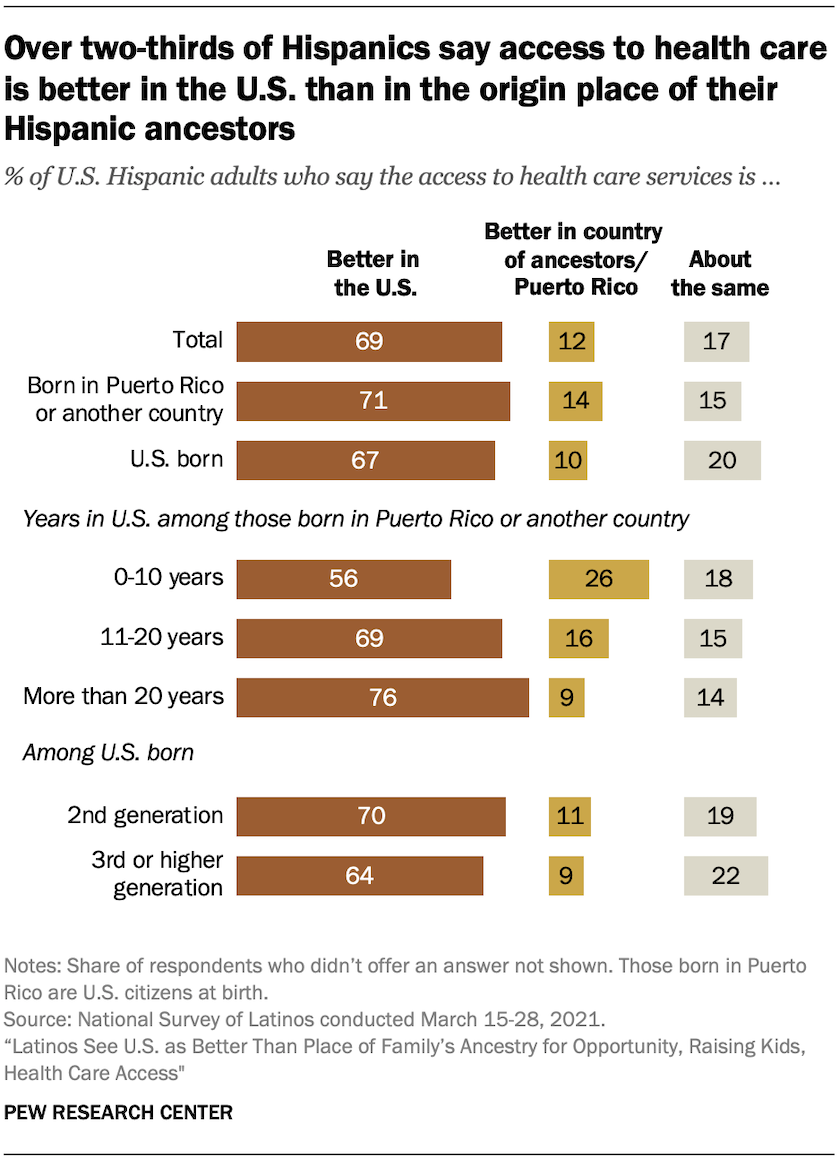 Over two-thirds of Hispanics say access to health care
is better in the U.S. than in the origin place of their
Hispanic ancestors
% of U.S. Hispanic adults who say the access to health care services is ...
Better in
the U.S.
Better in country
of ancestors/
Puerto Rico
About
the same
Total 69 12 17
Born in Puerto Rico
or another country 71 14 15
U.S. born 67 10 20
Years in U.S. among those born in Puerto Rico or another country
0-10 years 56 26 18
11-20 years 69 16 15
More than 20 years 76 9 14
Among U.S. born
2nd generation 70 11 19
3rd or higher
generation 64 9 22
Notes: Share of respondents who didn’t offer an answer not shown. Those born in Puerto
Rico are U.S. citizens at birth.
Source: National Survey of Latinos conducted March 15-28, 2021.
“Latinos See U.S. as Better Than Place of Family’s Ancestry for Opportunity, Raising Kids,
Health Care Access"
PEW RESEARCH CENTER